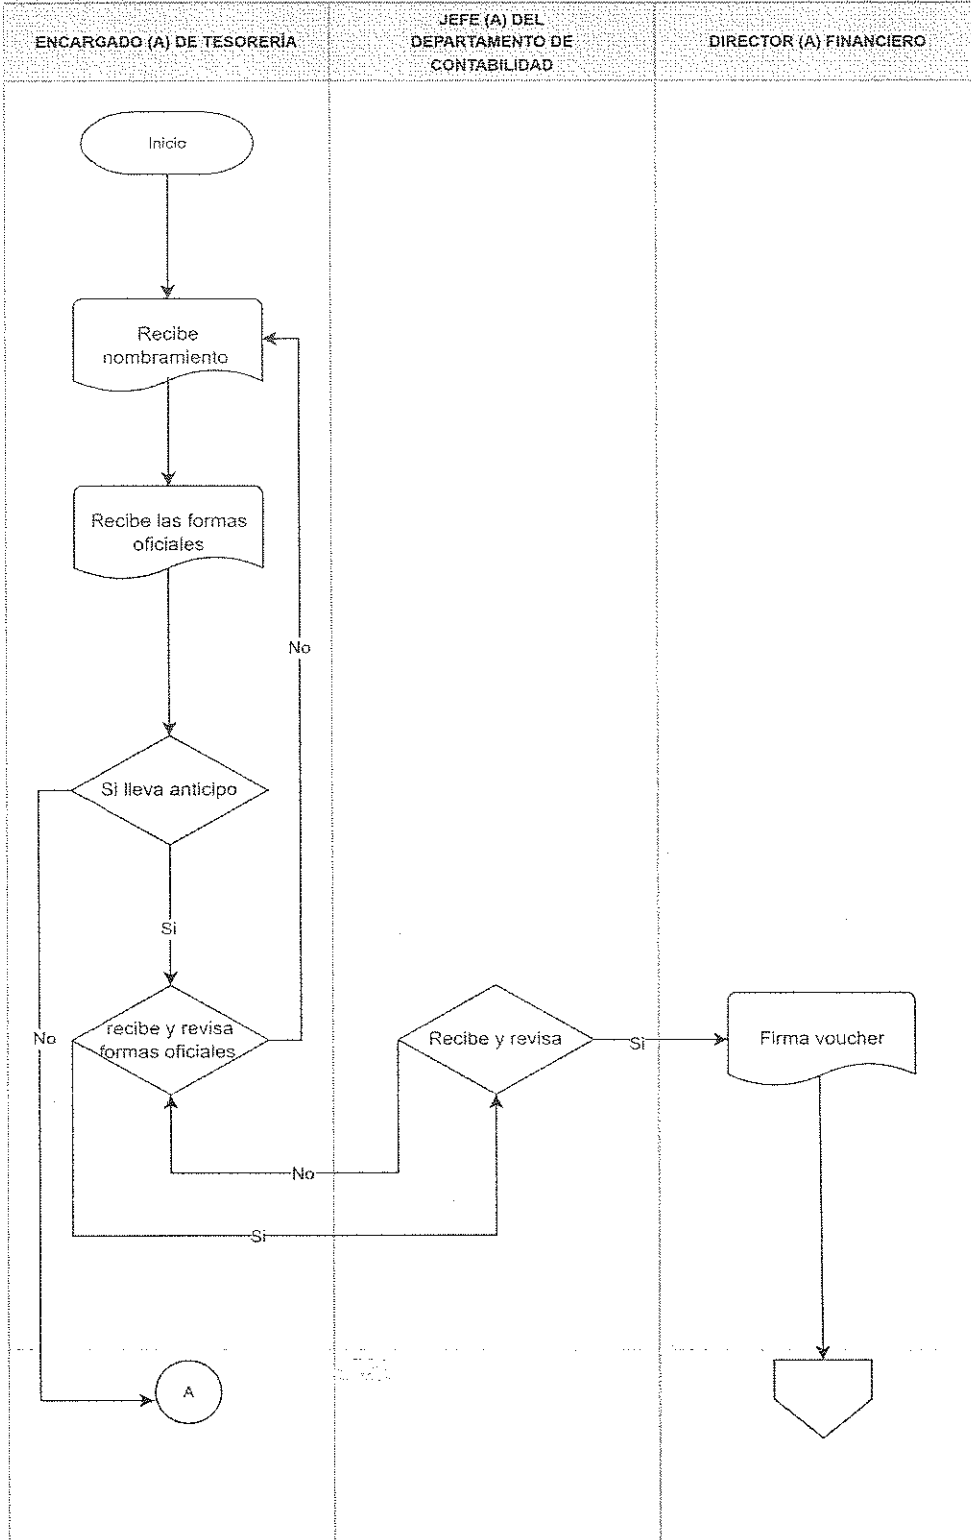 ENCARGADO (A) DE TESORERÍA
JEFE (A) DEL
DEPARTAMENTO DE
CONTABILIDAD
DIRECTOR (A) FINANCIERO
Inicio
Recibe
nombramiento
Recibe las formas
oficiales
No
Si lleva anticipo
Si
No
recibe y revisa
formas oficiales
Recibe y revisa
Si
Firma voucher
No
Si
A